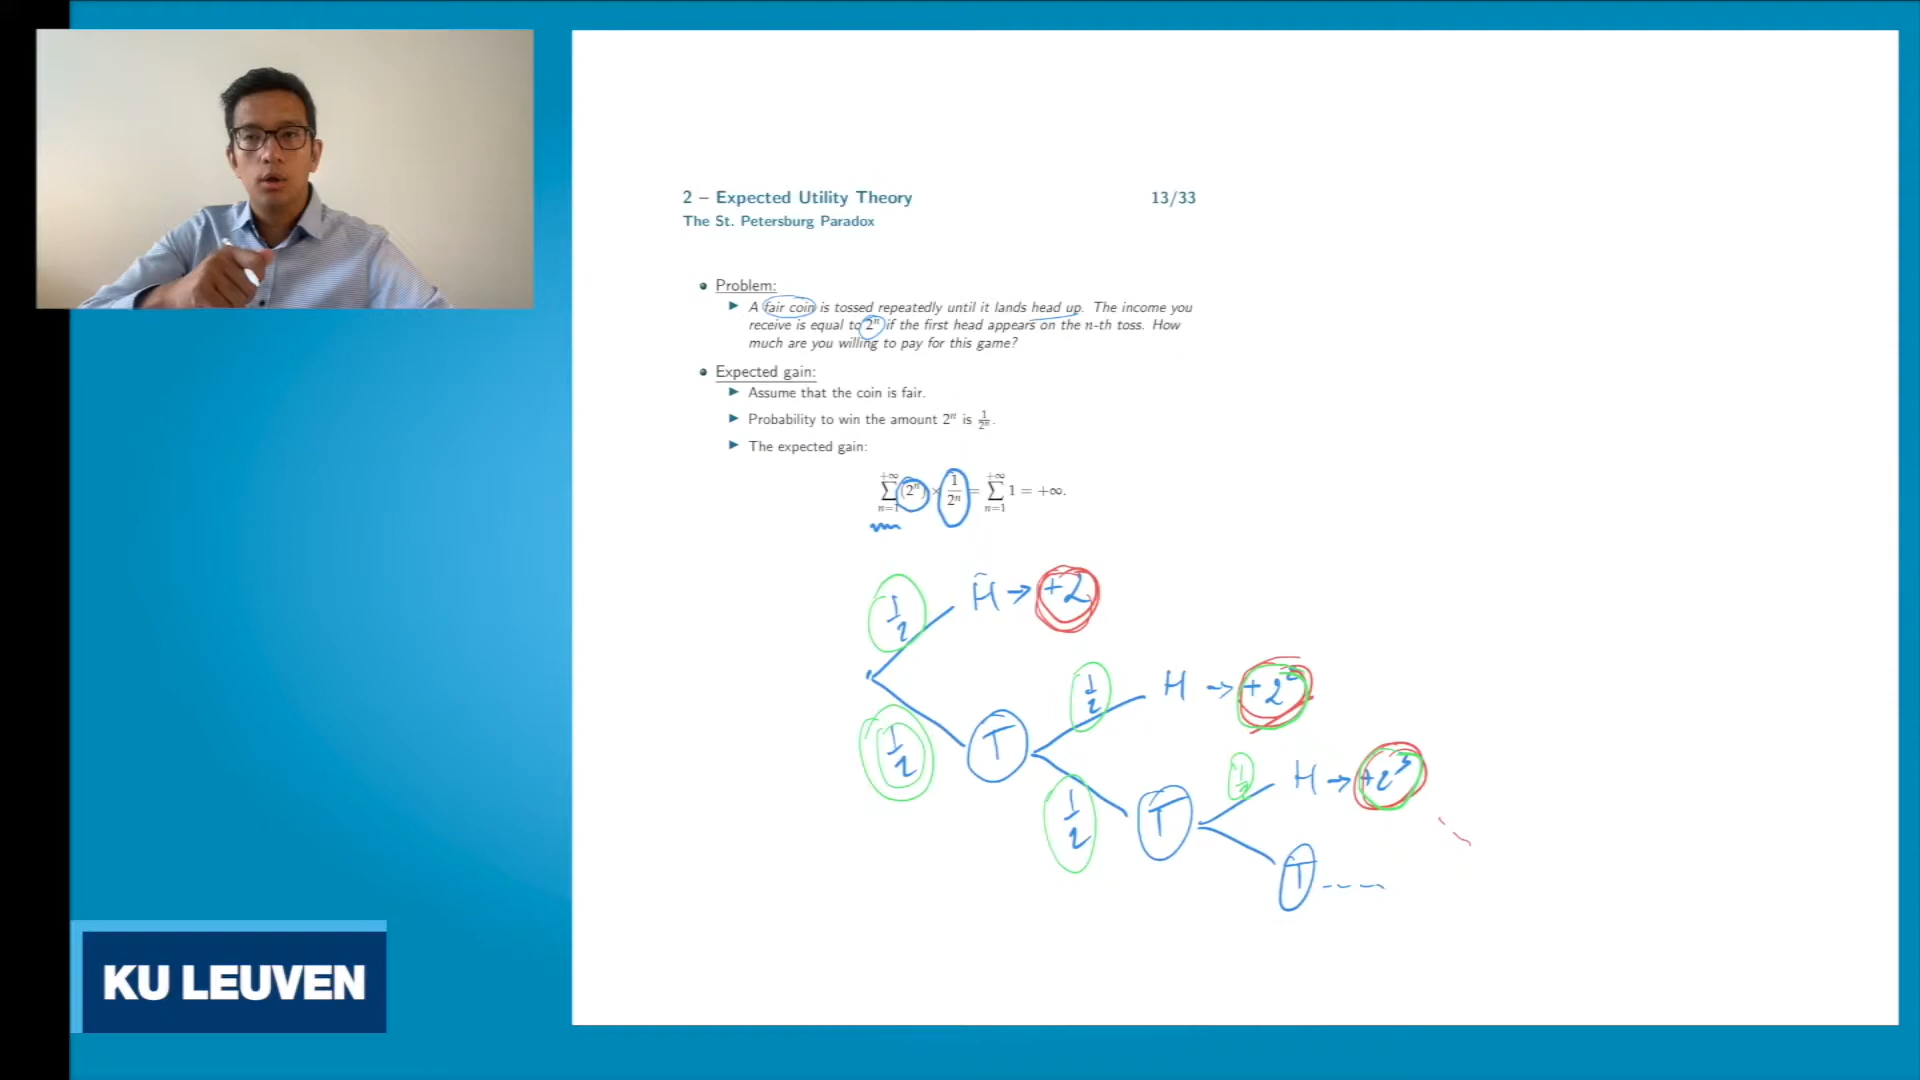 2 – Expected Utility Theory 13/33
The St. Petersburg Paradox
• Problem:
▶ A fair coin is tossed repeatedly until it lands head up. The income you
receive is equal to 2ⁿ if the first head appears on the n-th toss. How
much are you willing to pay for this game?
• Expected gain:
▶ Assume that the coin is fair.
▶ Probability to win the amount 2ⁿ is 1/2ⁿ.
▶ The expected gain:
+∞ ∑ n=1 (2ⁿ) × 1/2ⁿ = +∞ ∑ n=1 1 = +∞.
1/2 H → +2
1/2 T 1/2 H → +2²
1/2 T 1/2 H → +2³
T ----
KU LEUVEN